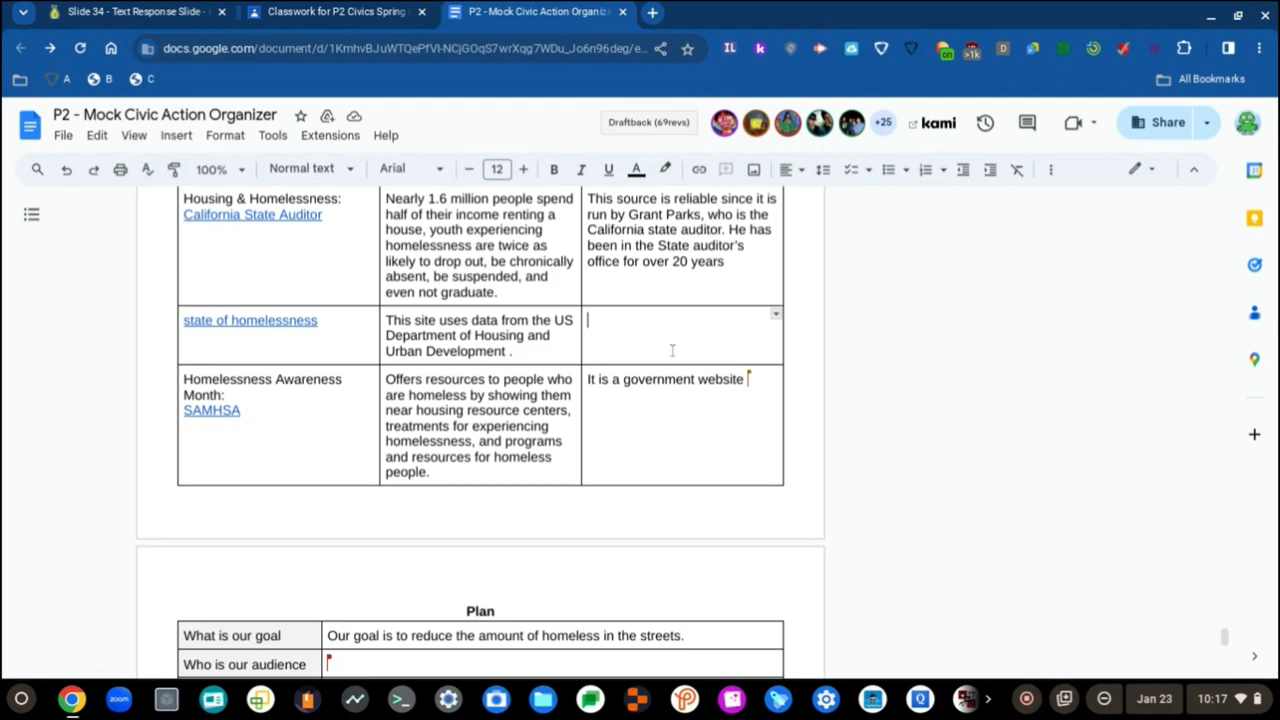 Slide 34 - Text Response Slide -
Classwork for P2 Civics Spring
P2 - Mock Civic Action Organize
docs.google.com/document/d/1KmhvBJuWTQePfVI-NCjGOqS7wrXqg7WDu_Jo6n96deg/e...
IL
k
on
>1k
D
A
B
C
All Bookmarks
P2 - Mock Civic Action Organizer
Draftback (69revs)
+25
kami
Share
File Edit View Insert Format Tools Extensions Help
100% Normal text Arial 12 B I U A
Housing & Homelessness:
California State Auditor
Nearly 1.6 million people spend
half of their income renting a
house, youth experiencing
homelessness are twice as
likely to drop out, be chronically
absent, be suspended, and
even not graduate.
This source is reliable since it is
run by Grant Parks, who is the
California state auditor. He has
been in the State auditor's
office for over 20 years
state of homelessness
This site uses data from the US
Department of Housing and
Urban Development .
Homelessness Awareness
Month:
SAMHSA
Offers resources to people who
are homeless by showing them
near housing resource centers,
treatments for experiencing
homelessness, and programs
and resources for homeless
people.
It is a government website
Plan
What is our goal
Our goal is to reduce the amount of homeless in the streets.
Who is our audience
zoom
Q
Jan 23
10:17